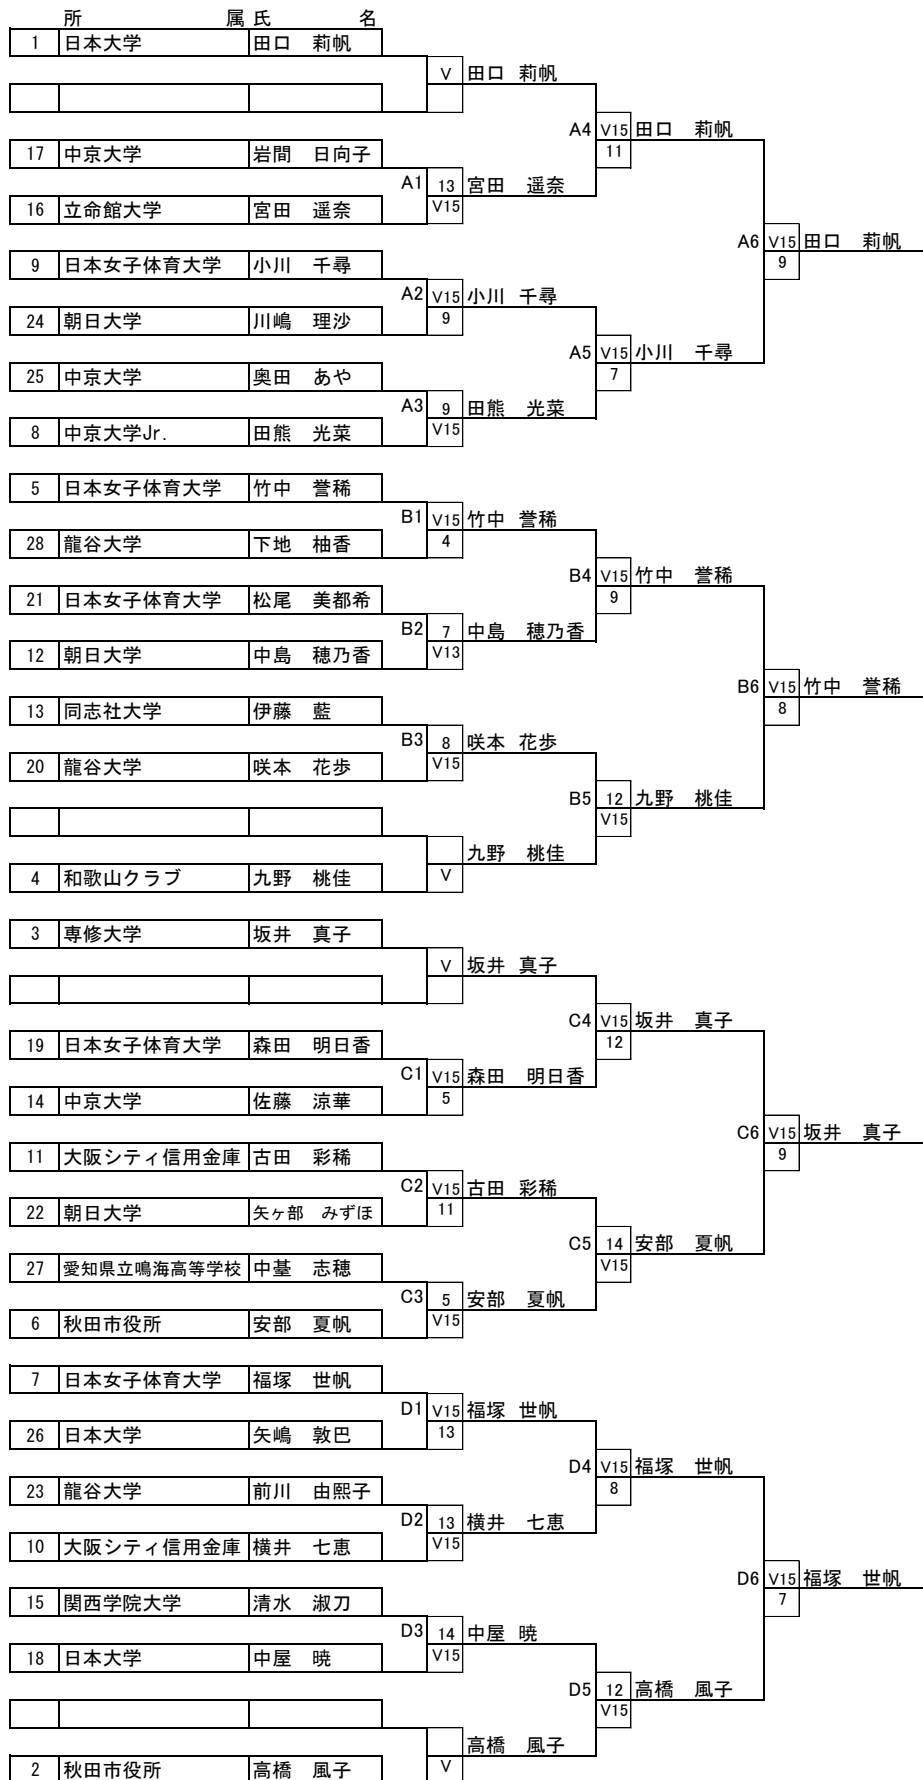 所　属 氏　名
1 日本大学 田口　莉帆
V 田口 莉帆
A4 V15 田口　莉帆
11
17 中京大学 岩間　日向子
A1 13 宮田　遥奈
V15
16 立命館大学 宮田　遥奈
A6 V15 田口　莉帆
9
9 日本女子体育大学 小川　千尋
A2 V15 小川 千尋
9
24 朝日大学 川嶋　理沙
A5 V15 小川　千尋
7
25 中京大学 奥田　あや
A3 9 田熊　光菜
V15
8 中京大学Jr. 田熊　光菜
5 日本女子体育大学 竹中　誉稀
B1 V15 竹中 誉稀
4
28 龍谷大学 下地　柚香
B4 V15 竹中　誉稀
9
21 日本女子体育大学 松尾　美都希
B2 7 中島　穂乃香
V13
12 朝日大学 中島　穂乃香
B6 V15 竹中　誉稀
8
13 同志社大学 伊藤　藍
B3 8 咲本 花歩
V15
20 龍谷大学 咲本　花歩
B5 12 九野　桃佳
V15
九野　桃佳
V
4 和歌山クラブ 九野　桃佳
3 専修大学 坂井　真子
V 坂井 真子
C4 V15 坂井　真子
12
19 日本女子体育大学 森田　明日香
C1 V15 森田　明日香
5
14 中京大学 佐藤　涼華
C6 V15 坂井　真子
9
11 大阪シティ信用金庫 古田　彩稀
C2 V15 古田 彩稀
11
22 朝日大学 矢ヶ部　みずほ
C5 14 安部　夏帆
V15
27 愛知県立鳴海高等学校 中墓　志穂
C3 5 安部　夏帆
V15
6 秋田市役所 安部　夏帆
7 日本女子体育大学 福塚　世帆
D1 V15 福塚 世帆
13
26 日本大学 矢嶋　敦巴
D4 V15 福塚　世帆
8
23 龍谷大学 前川　由熙子
D2 13 横井　七恵
V15
10 大阪シティ信用金庫 横井　七恵
D6 V15 福塚　世帆
7
15 関西学院大学 清水　淑刀
D3 14 中屋 暁
V15
18 日本大学 中屋　暁
D5 12 高橋　風子
V15
高橋　風子
V
2 秋田市役所 高橋　風子